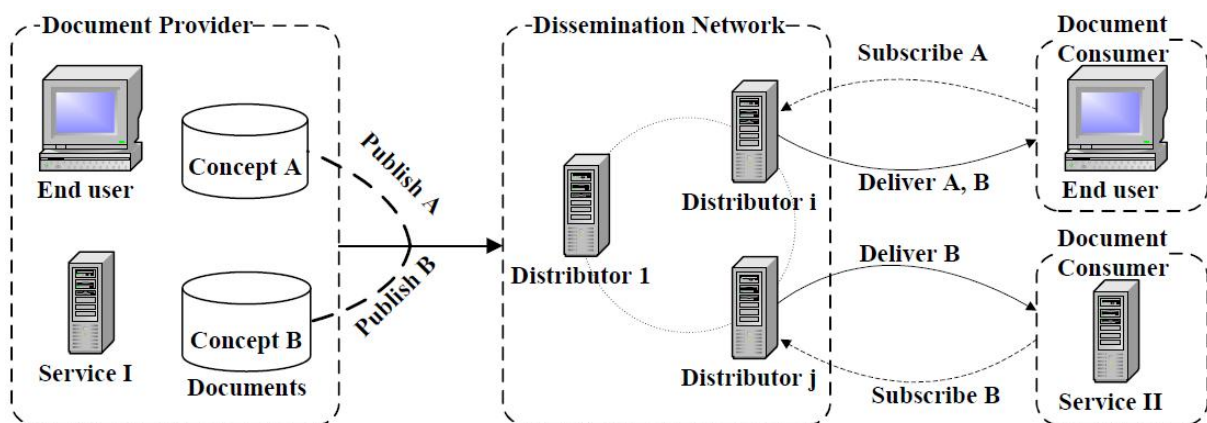 Document Provider
End user
Concept A
Service I
Concept B
Documents
Publish A
Publish B
Dissemination Network
Distributor 1
Distributor i
Distributor j
Subscribe A
Deliver A, B
Deliver B
Subscribe B
Document
Consumer
End user
Document
Consumer
Service II